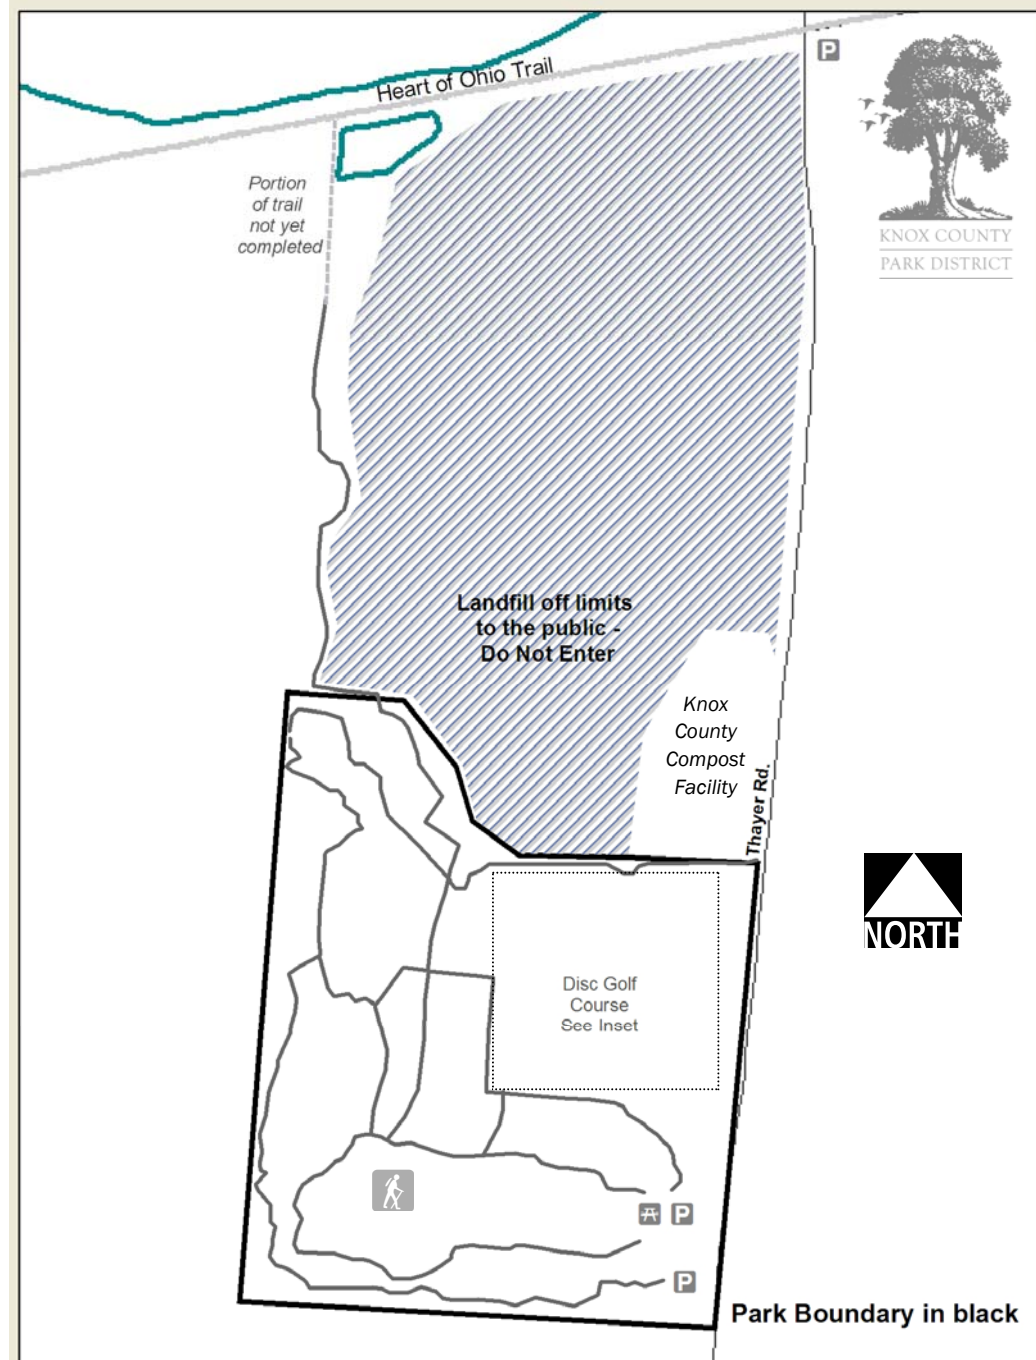 Heart of Ohio Trail
P
KNOX COUNTY
PARK DISTRICT
Portion
of trail
not yet
completed
Landfill off limits
to the public -
Do Not Enter
Knox
County
Compost
Facility
Thayer Rd.
NORTH
Disc Golf
Course
See Inset
P
P
Park Boundary in black